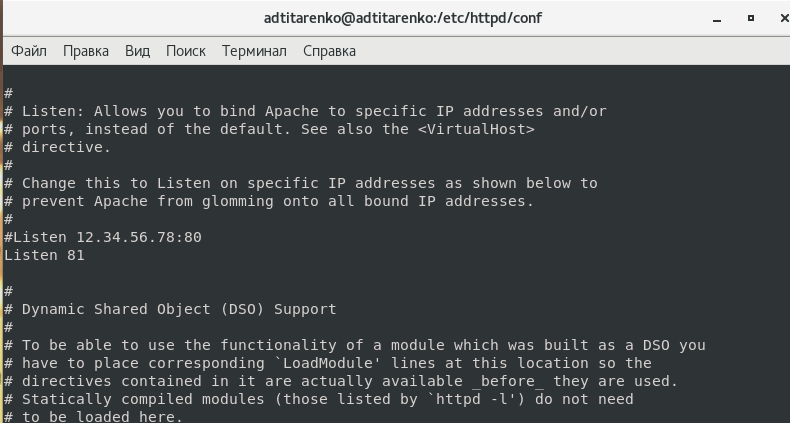 adtitarenko@adtitarenko:/etc/httpd/conf
Файл Правка Вид Поиск Терминал Справка
#
# Listen: Allows you to bind Apache to specific IP addresses and/or
# ports, instead of the default. See also the <VirtualHost>
# directive.
#
# Change this to Listen on specific IP addresses as shown below to
# prevent Apache from glomming onto all bound IP addresses.
#
#Listen 12.34.56.78:80
Listen 81
#
# Dynamic Shared Object (DSO) Support
#
# To be able to use the functionality of a module which was built as a DSO you
# have to place corresponding `LoadModule' lines at this location so the
# directives contained in it are actually available _before_ they are used.
# Statically compiled modules (those listed by `httpd -l') do not need
# to be loaded here.